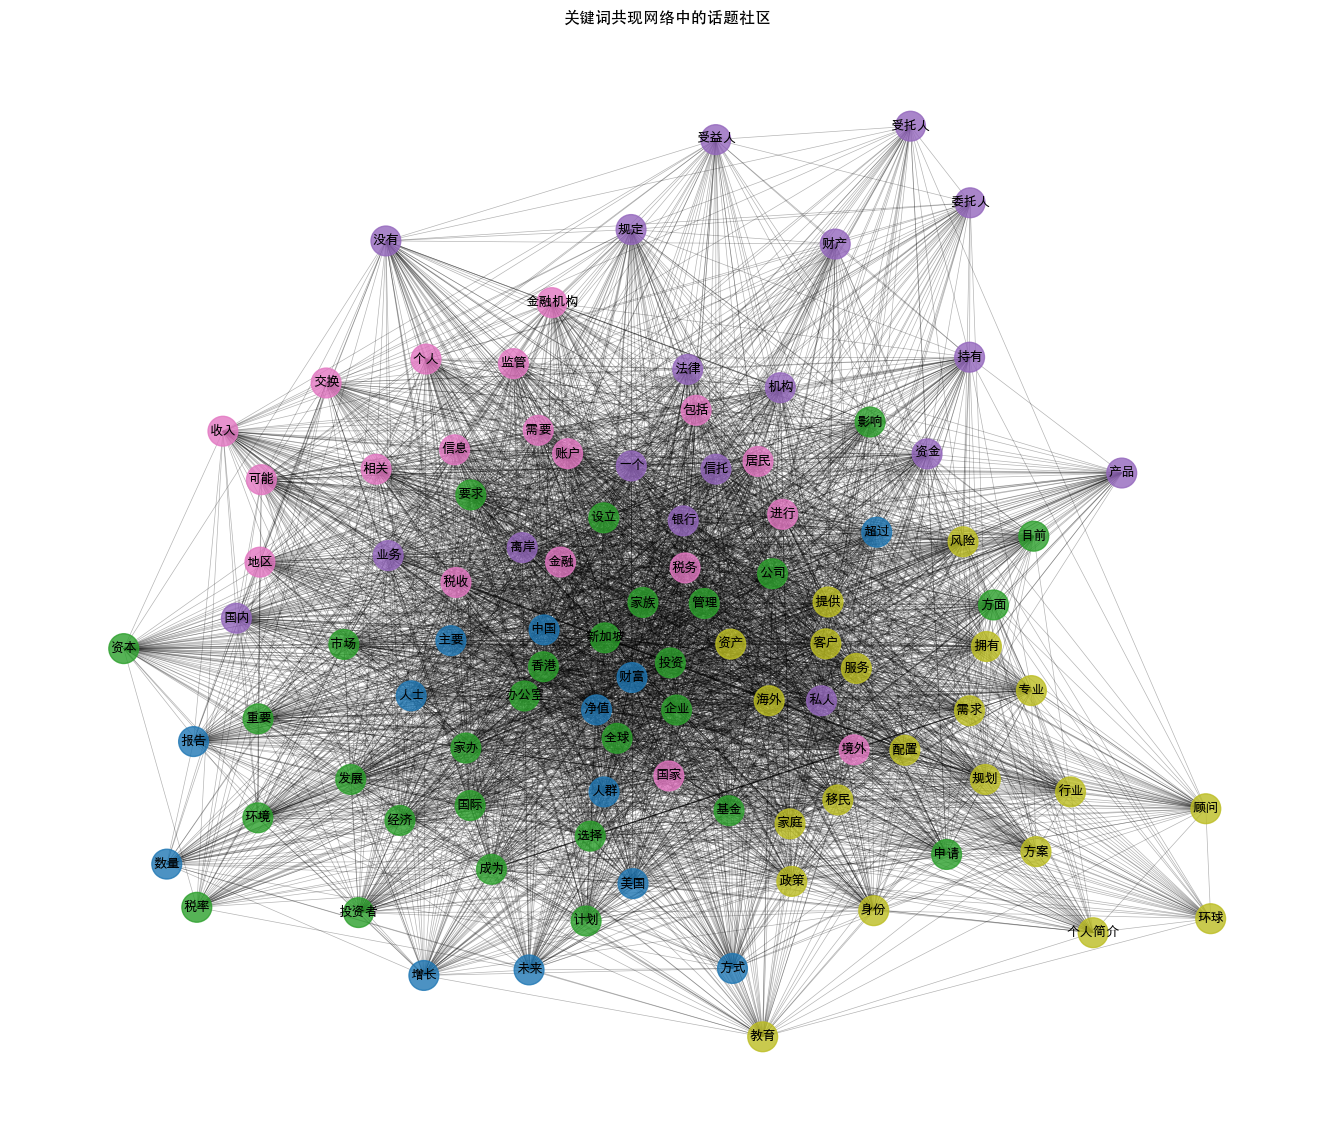 关键词共现网络中的话题社区
受托人
受益人
委托人
规定
没有
财产
金融机构
持有
个人
监管
法律
交换
机构
包括
影响
收入
需要
信息
账户
资金
居民
一个
信托
相关
产品
可能
要求
进行
设立
银行
超过
目前
风险
离岸
业务
地区
金融
税务
公司
税收
家族
管理
提供
方面
国内
中国
新加坡
主要
市场
资产
客户
拥有
资本
投资
香港
服务
财富
专业
人士
办公室
海外
私人
净值
企业
需求
重要
全球
报告
家办
境外
配置
国家
发展
规划
人群
行业
移民
国际
顾问
基金
环境
经济
家庭
选择
方案
申请
数量
成为
政策
美国
税率
身份
投资者
环球
计划
个人简介
方式
未来
增长
教育